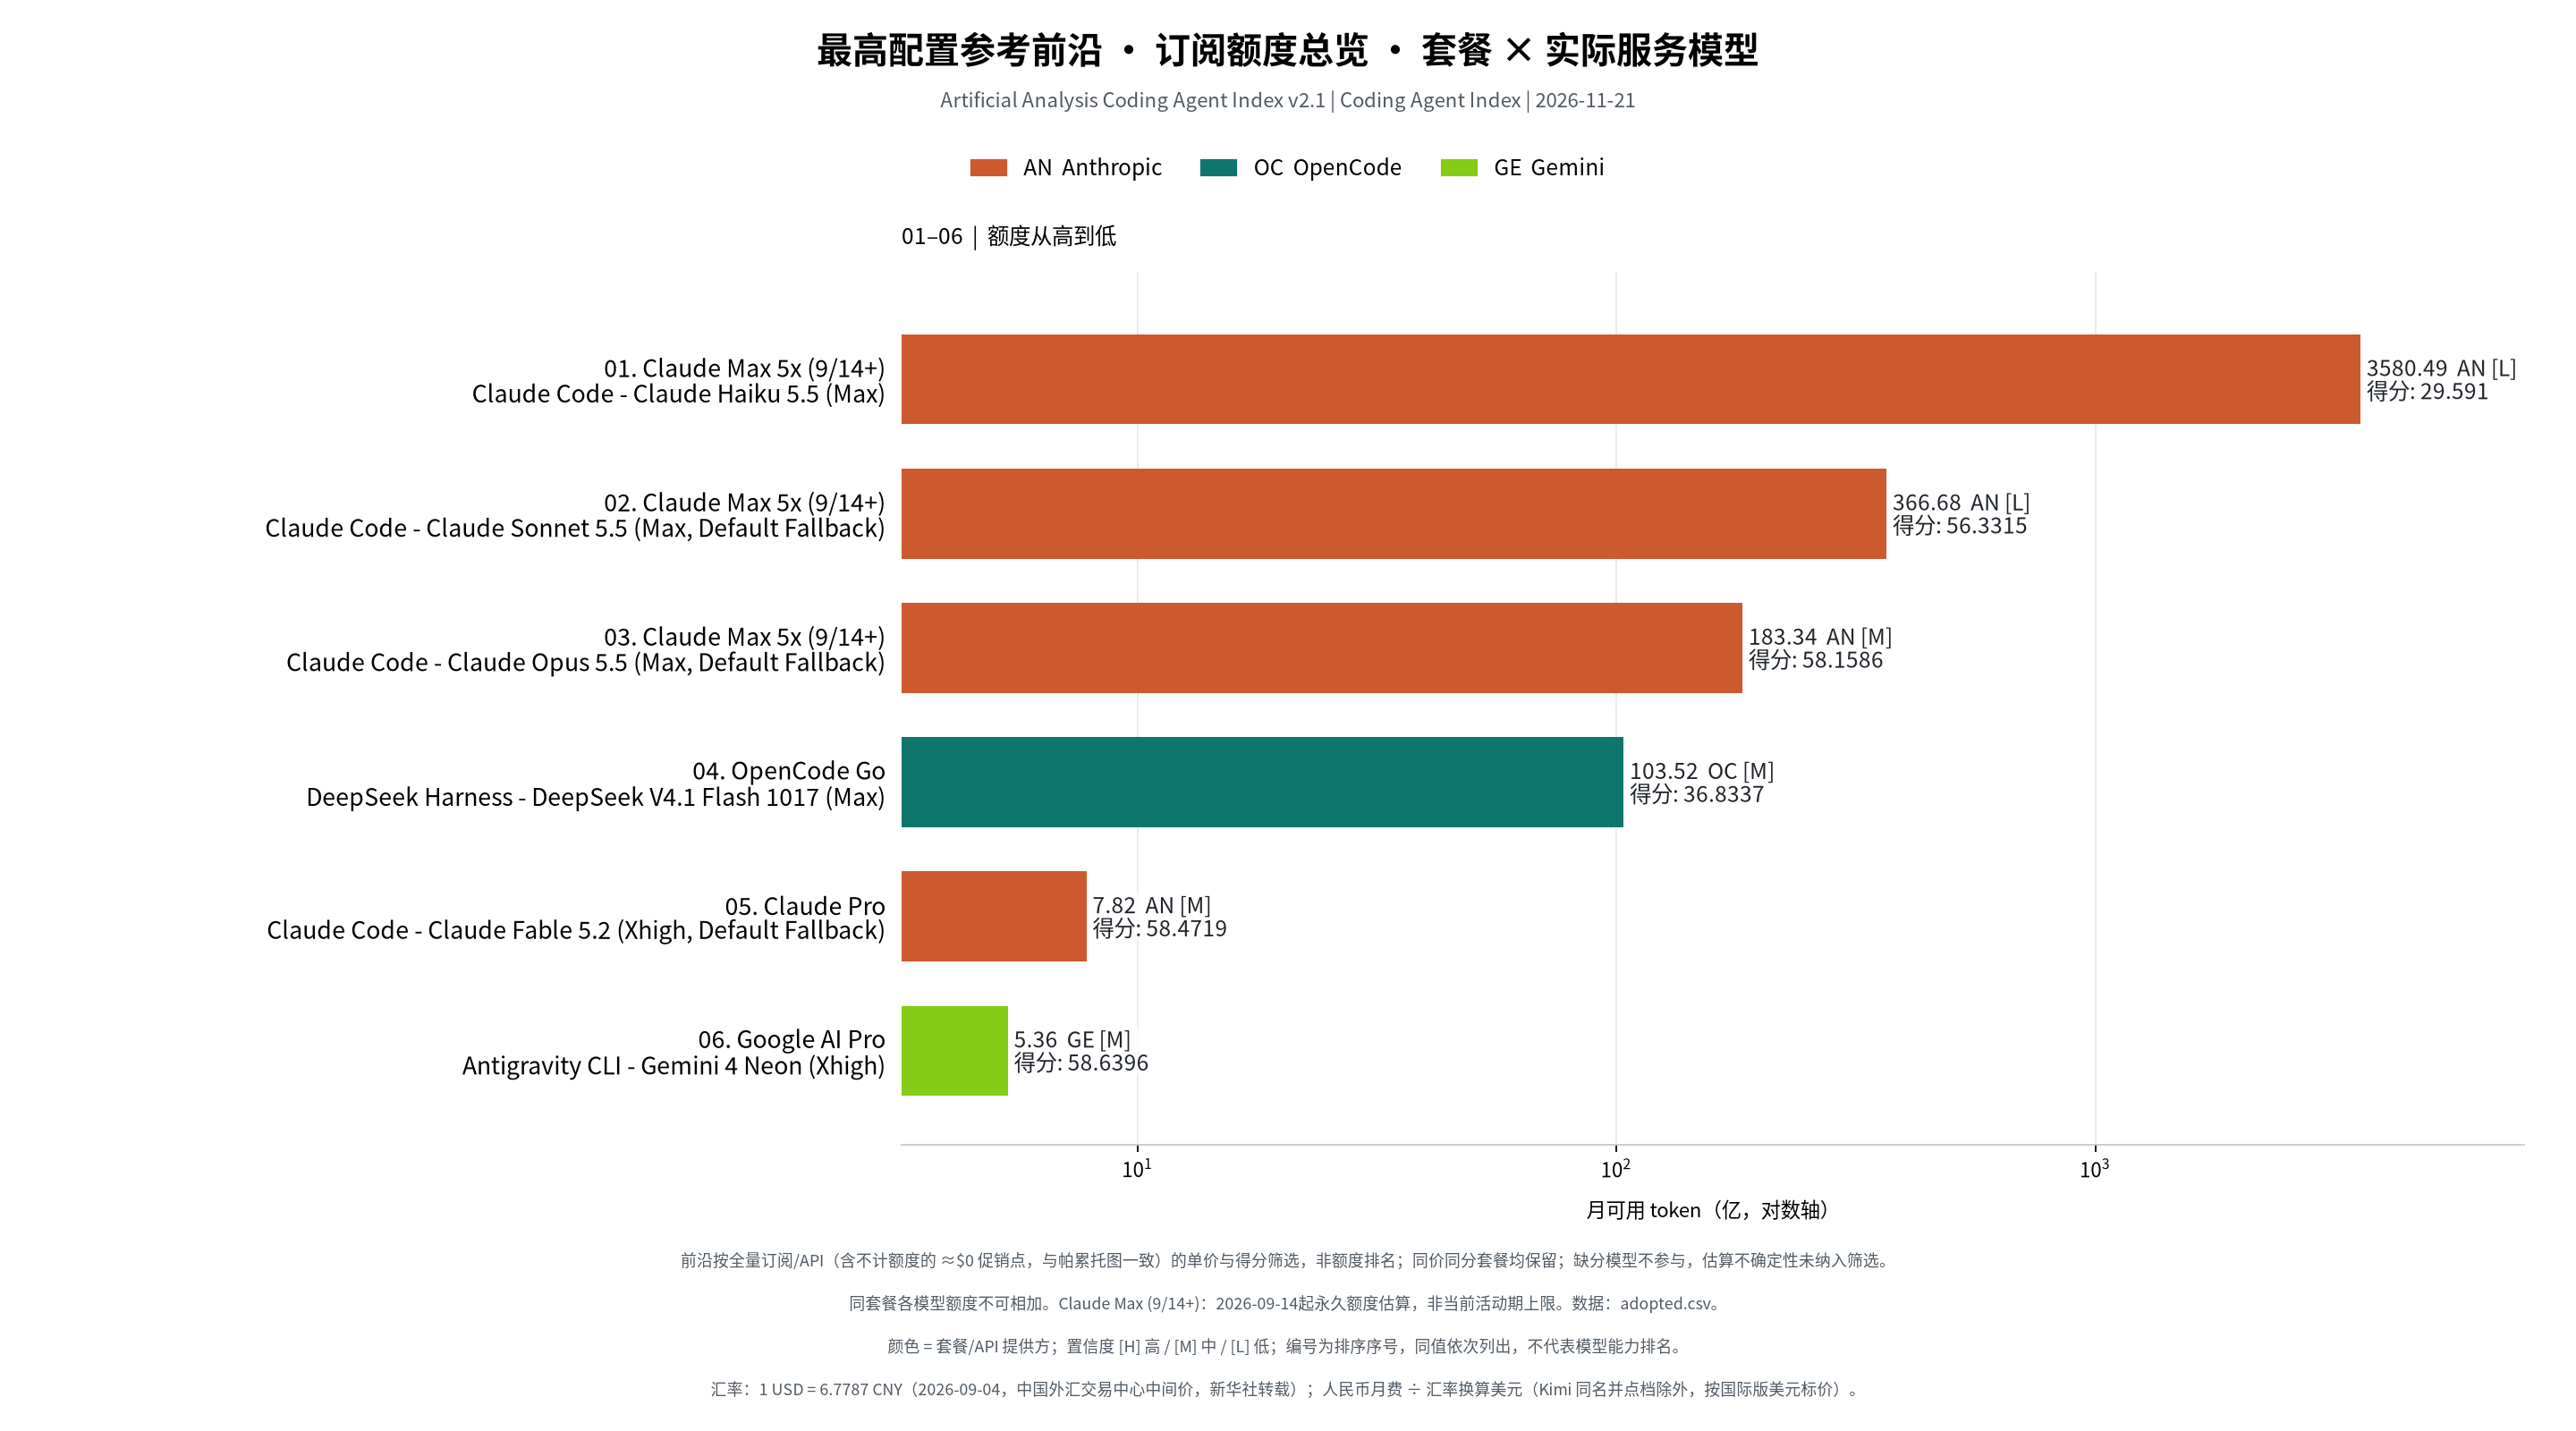 最高配置参考前沿 · 订阅额度总览 · 套餐 × 实际服务模型
Artificial Analysis Coding Agent Index v2.1 | Coding Agent Index | 2026-11-21
AN Anthropic
OC OpenCode
GE Gemini
01–06 | 额度从高到低
01. Claude Max 5x (9/14+)
Claude Code - Claude Haiku 5.5 (Max)
3580.49 AN [L]
得分: 29.591
02. Claude Max 5x (9/14+)
Claude Code - Claude Sonnet 5.5 (Max, Default Fallback)
366.68 AN [L]
得分: 56.3315
03. Claude Max 5x (9/14+)
Claude Code - Claude Opus 5.5 (Max, Default Fallback)
183.34 AN [M]
得分: 58.1586
04. OpenCode Go
DeepSeek Harness - DeepSeek V4.1 Flash 1017 (Max)
103.52 OC [M]
得分: 36.8337
05. Claude Pro
Claude Code - Claude Fable 5.2 (Xhigh, Default Fallback)
7.82 AN [M]
得分: 58.4719
06. Google AI Pro
Antigravity CLI - Gemini 4 Neon (Xhigh)
5.36 GE [M]
得分: 58.6396
10¹
10²
10³
月可用 token（亿，对数轴）
前沿按全量订阅/API（含不计额度的 ≈$0 促销点，与帕累托图一致）的单价与得分筛选，非额度排名；同价同分套餐均保留；缺分模型不参与，估算不确定性未纳入筛选。
同套餐各模型额度不可相加。Claude Max (9/14+)：2026-09-14起永久额度估算，非当前活动期上限。数据：adopted.csv。
颜色 = 套餐/API 提供方；置信度 [H] 高 / [M] 中 / [L] 低；编号为排序序号，同值依次列出，不代表模型能力排名。
汇率：1 USD = 6.7787 CNY（2026-09-04，中国外汇交易中心中间价，新华社转载）；人民币月费 ÷ 汇率换算美元（Kimi 同名并点档除外，按国际版美元标价）。